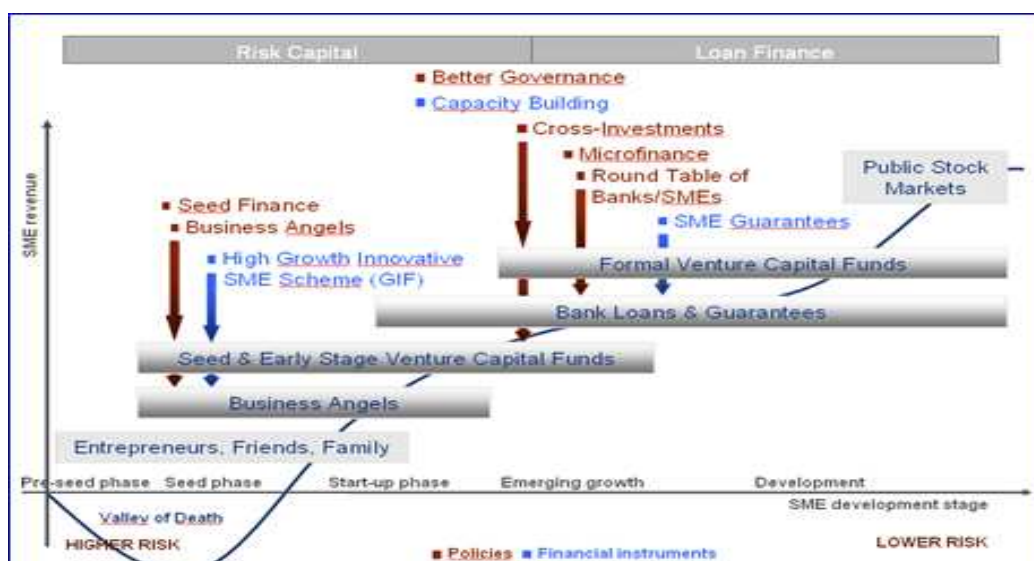 Risk Capital
Loan Finance
Better Governance
Capacity Building
Cross-Investments
Microfinance
Round Table of
Banks/SMEs
Public Stock
Markets
Seed Finance
Business Angels
SME Guarantees
High Growth Innovative
SME Scheme (GIF)
SME revenue
Formal Venture Capital Funds
Bank Loans & Guarantees
Seed & Early Stage Venture Capital Funds
Business Angels
Entrepreneurs, Friends, Family
Pre-seed phase
Seed phase
Start-up phase
Emerging growth
Development
SME development stage
Valley of Death
HIGHER RISK
LOWER RISK
Policies
Financial instruments